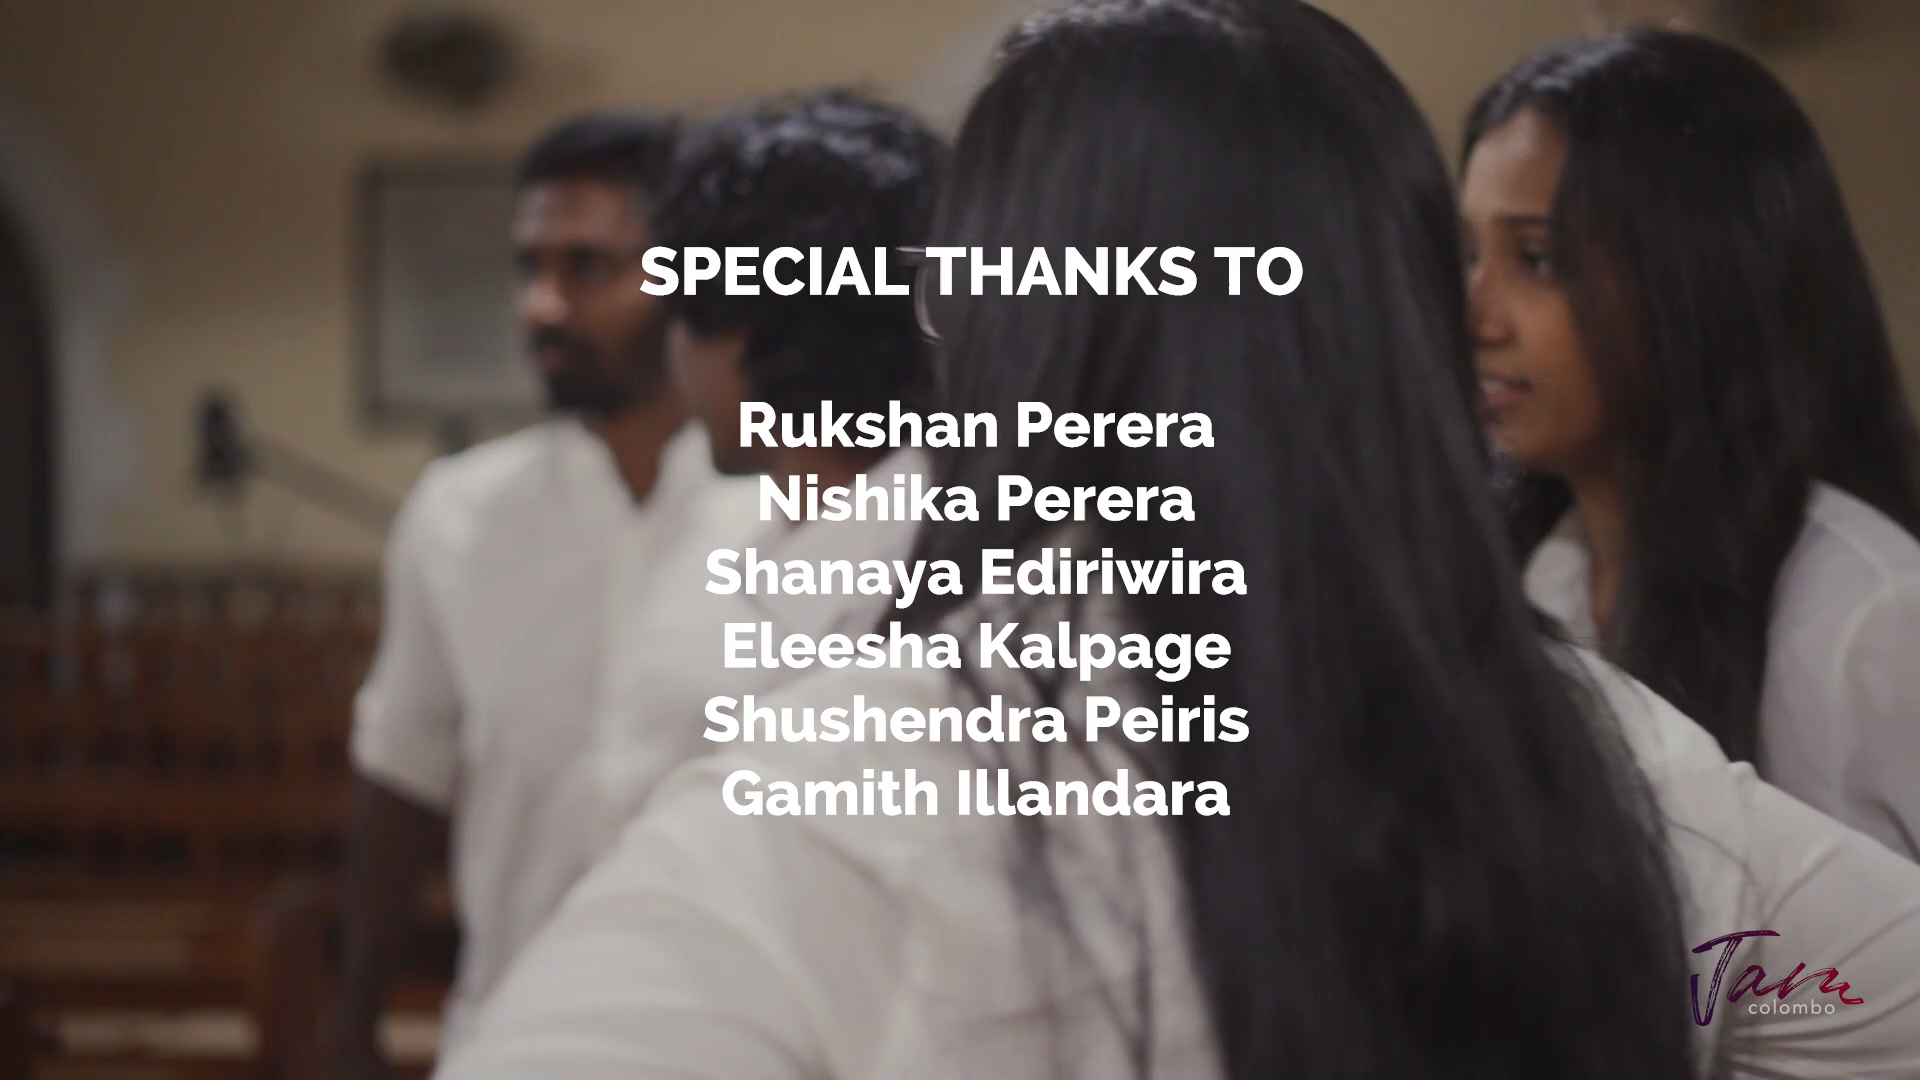 SPECIAL THANKS TO
Rukshan Perera
Nishika Perera
Shanaya Ediriwira
Eleesha Kalpage
Shushendra Peiris
Gamith Illandara
Jam
colombo